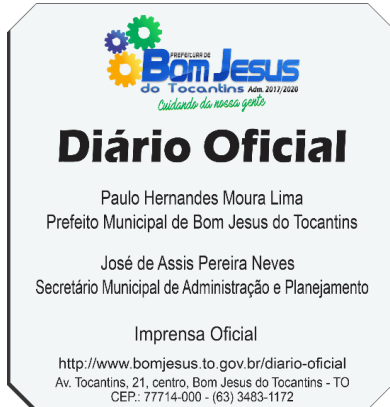 PREFEITURA DE
Bom Jesus
do Tocantins Adm. 2017/2020
Cuidando da nossa gente
Diário Oficial
Paulo Hernandes Moura Lima
Prefeito Municipal de Bom Jesus do Tocantins
José de Assis Pereira Neves
Secretário Municipal de Administração e Planejamento
Imprensa Oficial
http://www.bomjesus.to.gov.br/diario-oficial
Av. Tocantins, 21, centro, Bom Jesus do Tocantins - TO
CEP.: 77714-000 - (63) 3483-1172